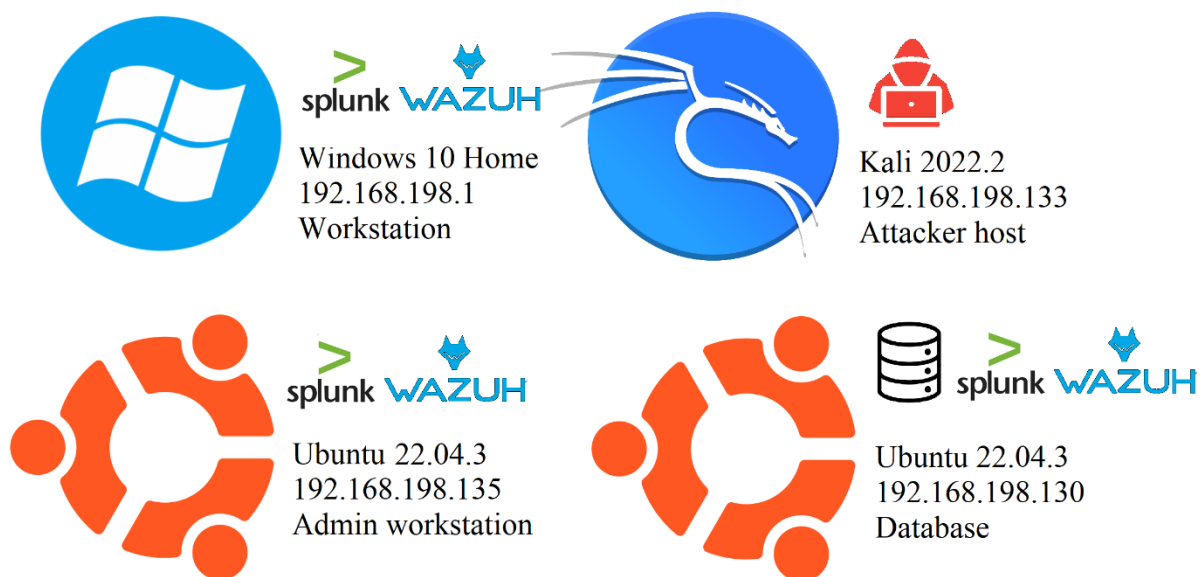 >
splunk WAZUH
Windows 10 Home
192.168.198.1
Workstation
Kali 2022.2
192.168.198.133
Attacker host
>
splunk WAZUH
Ubuntu 22.04.3
192.168.198.135
Admin workstation
>
splunk WAZUH
Ubuntu 22.04.3
192.168.198.130
Database